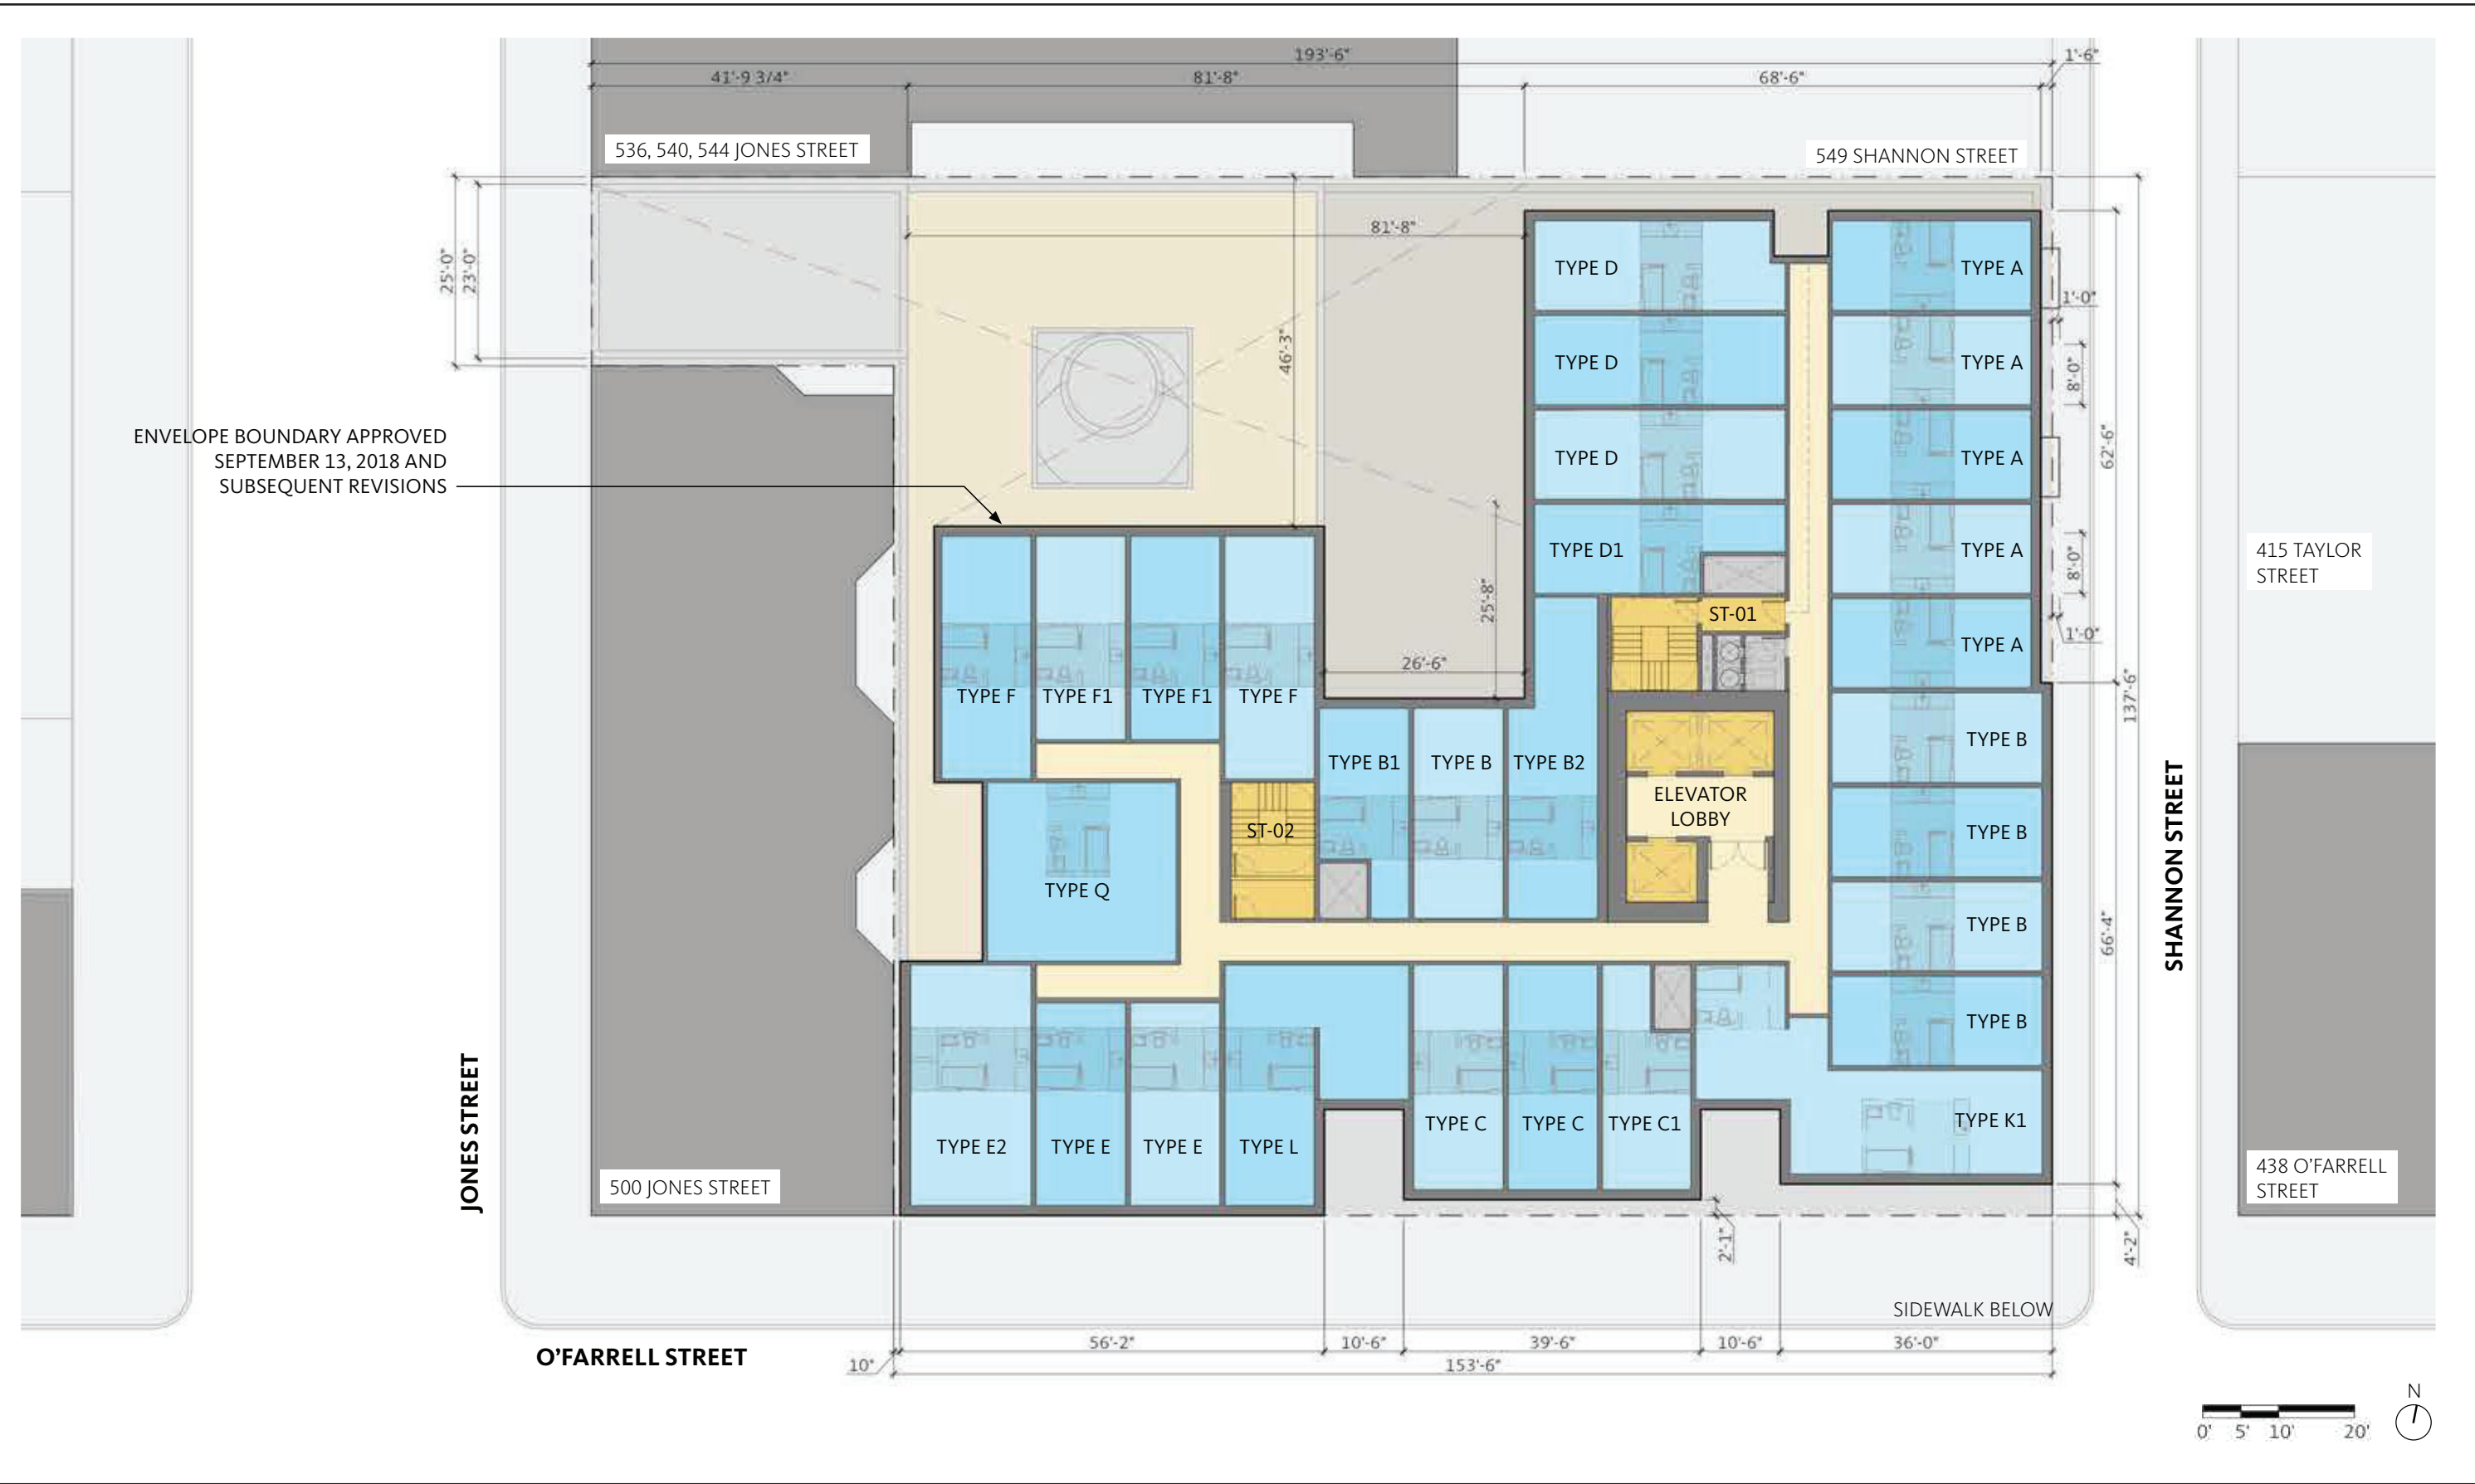 193'-6"
1'-6"
41'-9 3/4"
81'-8"
68'-6"
536, 540, 544 JONES STREET
549 SHANNON STREET
81'-8"
25'-0"
23'-0"
46'-3"
TYPE D
TYPE A
1'-0"
TYPE D
TYPE A
8'-0"
ENVELOPE BOUNDARY APPROVED
SEPTEMBER 13, 2018 AND
SUBSEQUENT REVISIONS
TYPE D
TYPE A
62'-6"
TYPE D1
TYPE A
8'-0"
415 TAYLOR
STREET
25'-8"
ST-01
1'-0"
TYPE A
26'-6"
137'-6"
TYPE F
TYPE F1
TYPE F1
TYPE F
TYPE B
TYPE B1
TYPE B
TYPE B2
ELEVATOR
LOBBY
ST-02
TYPE B
SHANNON STREET
TYPE Q
TYPE B
66'-4"
TYPE B
JONES STREET
TYPE E2
TYPE E
TYPE E
TYPE L
TYPE C
TYPE C
TYPE C1
TYPE K1
500 JONES STREET
438 O'FARRELL
STREET
2'-1"
4'-2"
SIDEWALK BELOW
O'FARRELL STREET
10"
56'-2"
10'-6"
39'-6"
10'-6"
36'-0"
153'-6"
N
0' 5' 10' 20'